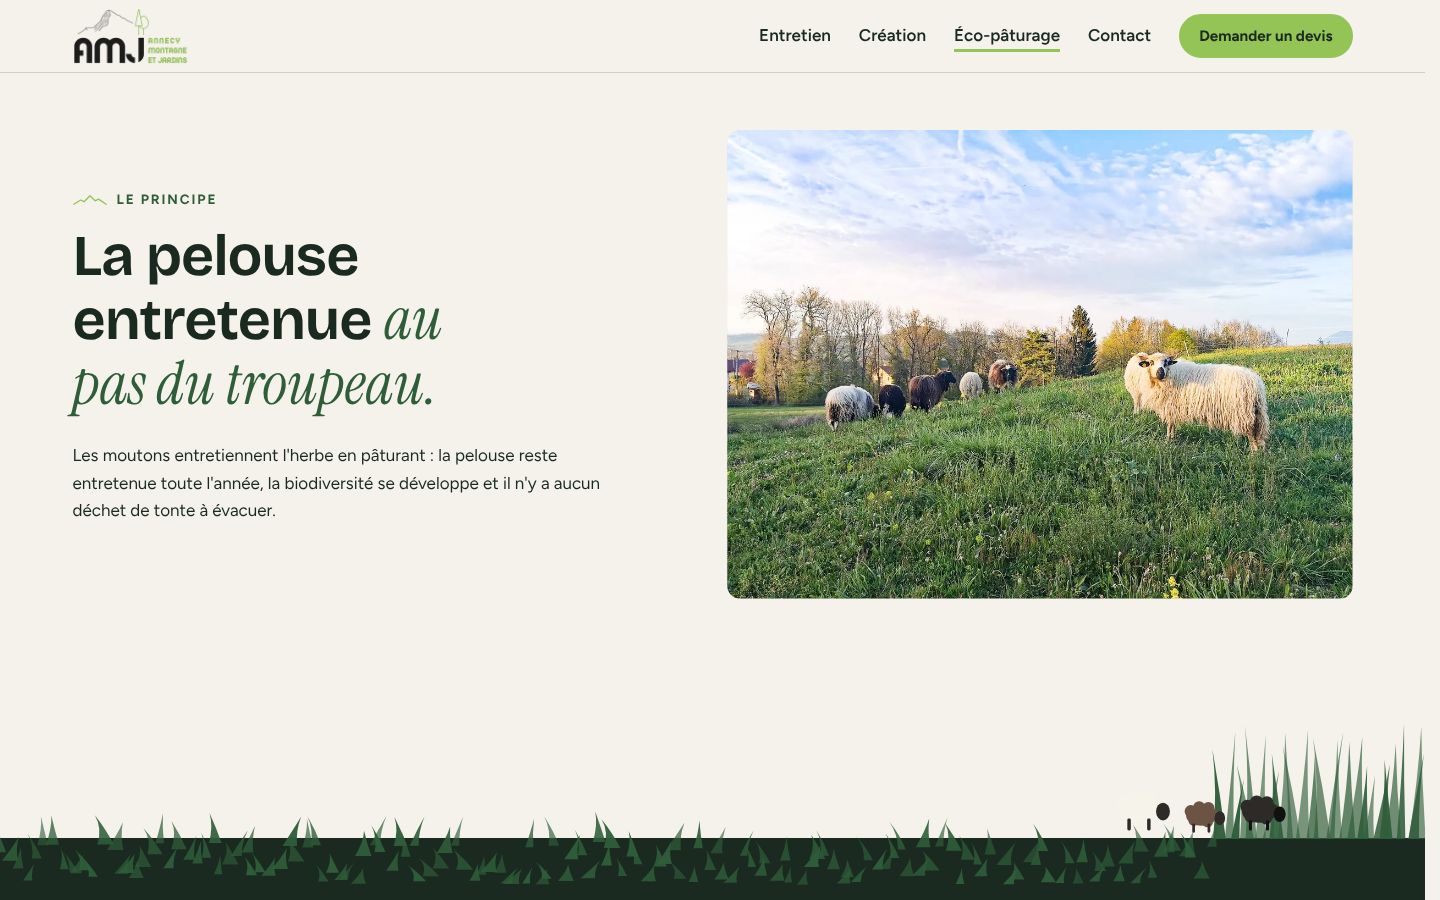 AMJ ANNECY
MONTAGNE
ET JARDINS
Entretien Création Éco-pâturage Contact Demander un devis
LE PRINCIPE
La pelouse
entretenue au
pas du troupeau.
Les moutons entretiennent l'herbe en pâturant : la pelouse reste
entretenue toute l'année, la biodiversité se développe et il n'y a aucun
déchet de tonte à évacuer.